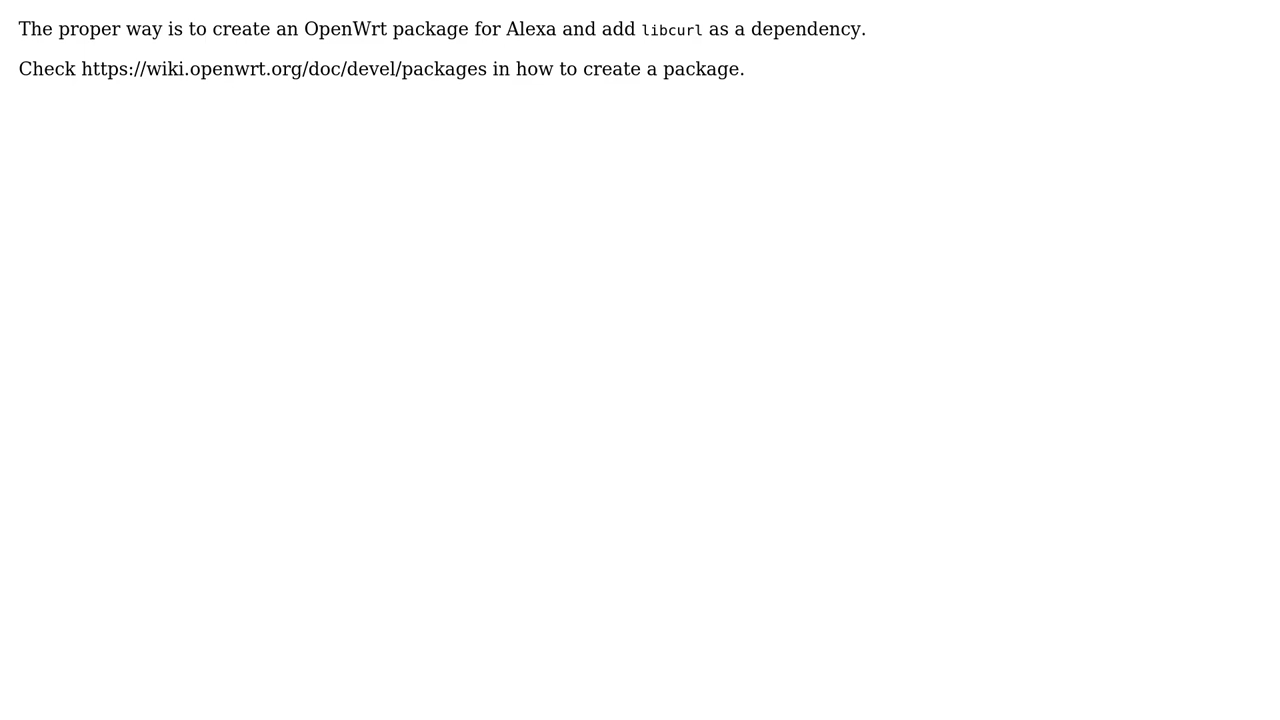 The proper way is to create an OpenWrt package for Alexa and add libcurl as a dependency.
Check https://wiki.openwrt.org/doc/devel/packages in how to create a package.